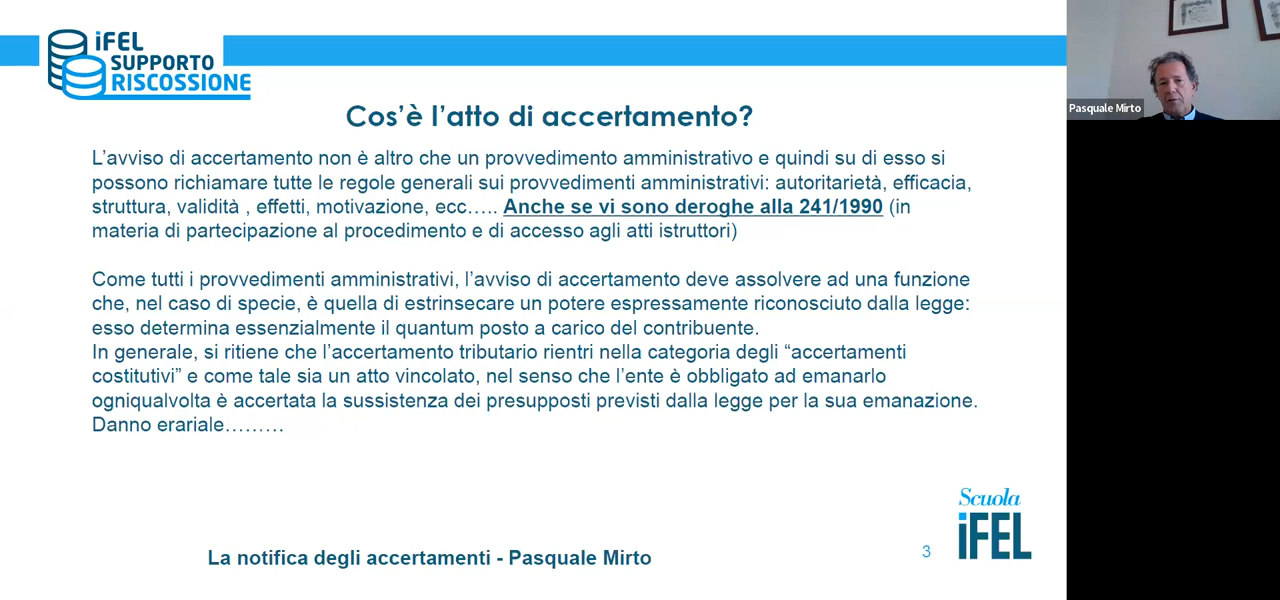 iFEL
SUPPORTO
RISCOSSIONE
Pasquale Mirto
Cos'è l'atto di accertamento?
L'avviso di accertamento non è altro che un provvedimento amministrativo e quindi su di esso si
possono richiamare tutte le regole generali sui provvedimenti amministrativi: autoritarietà, efficacia,
struttura, validità , effetti, motivazione, ecc….. Anche se vi sono deroghe alla 241/1990 (in
materia di partecipazione al procedimento e di accesso agli atti istruttori)
Come tutti i provvedimenti amministrativi, l'avviso di accertamento deve assolvere ad una funzione
che, nel caso di specie, è quella di estrinsecare un potere espressamente riconosciuto dalla legge:
esso determina essenzialmente il quantum posto a carico del contribuente.
In generale, si ritiene che l'accertamento tributario rientri nella categoria degli “accertamenti
costitutivi” e come tale sia un atto vincolato, nel senso che l'ente è obbligato ad emanarlo
ogniqualvolta è accertata la sussistenza dei presupposti previsti dalla legge per la sua emanazione.
Danno erariale………
Scuola
iFEL
La notifica degli accertamenti - Pasquale Mirto
3